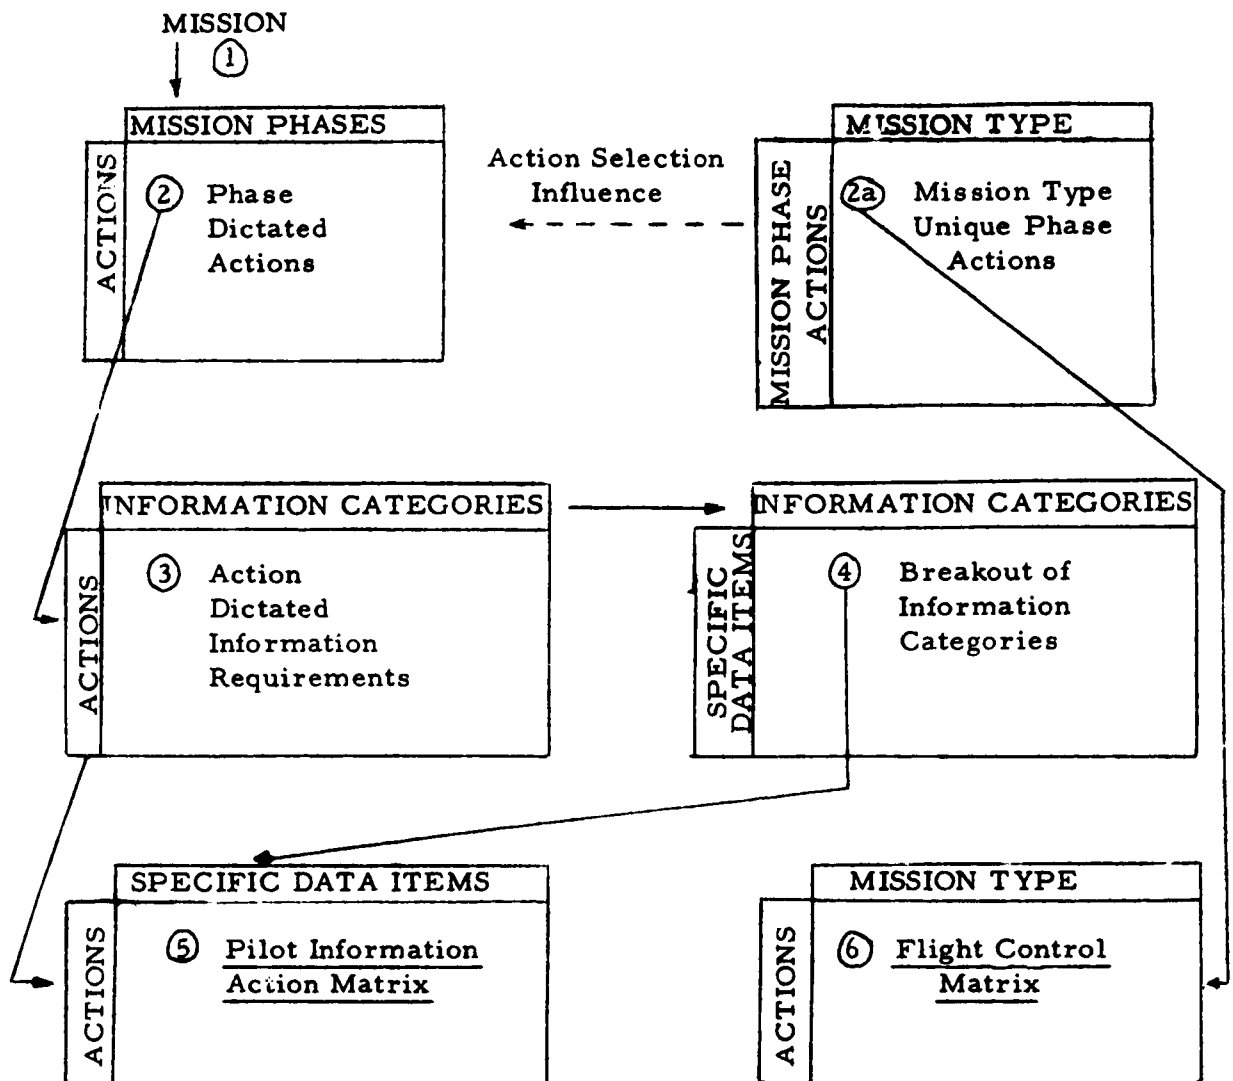 MISSION
1
MISSION PHASES
ACTIONS
2 Phase
Dictated
Actions
Action Selection
Influence
MISSION TYPE
MISSION PHASE
ACTIONS
2a Mission Type
Unique Phase
Actions
INFORMATION CATEGORIES
ACTIONS
3 Action
Dictated
Information
Requirements
INFORMATION CATEGORIES
SPECIFIC
DATA ITEMS
4 Breakout of
Information
Categories
SPECIFIC DATA ITEMS
ACTIONS
5 Pilot Information
Action Matrix
MISSION TYPE
ACTIONS
6 Flight Control
Matrix